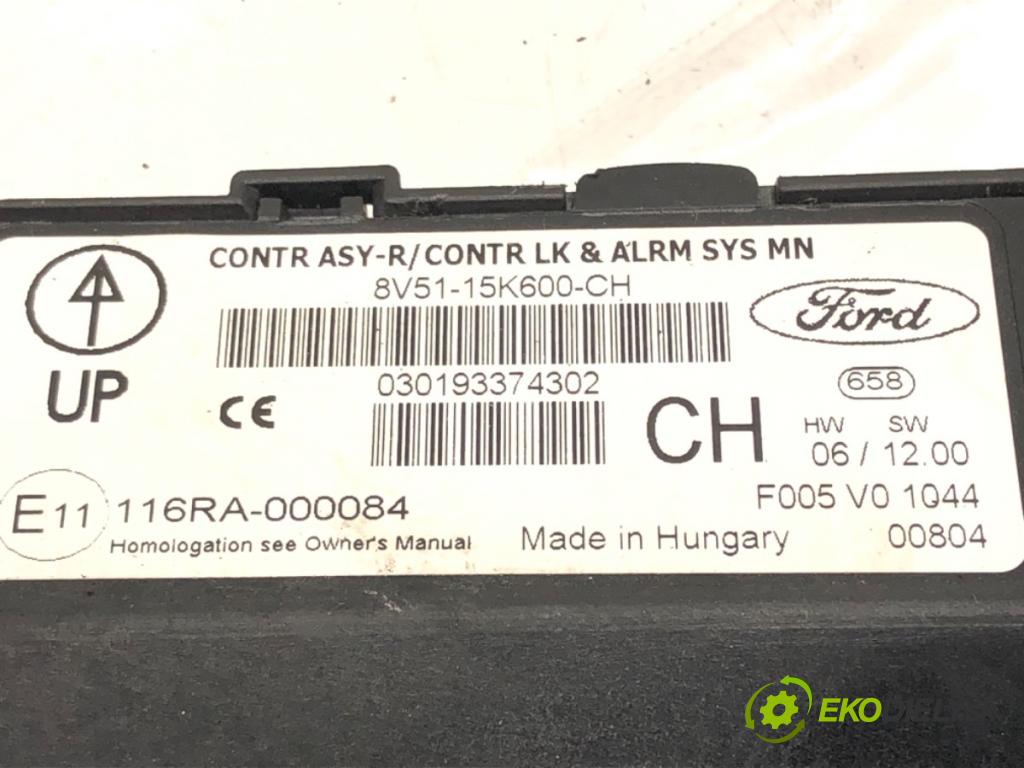 CONTR ASY-R/CONTR LK & ALRM SYS MN
8V51-15K600-CH
Ford
UP
CE
030193374302
CH
658
HW SW
06 / 12.00
E11 116RA-000084
F005 V0 1044
Homologation see Owner's Manual
Made in Hungary
00804
EKO